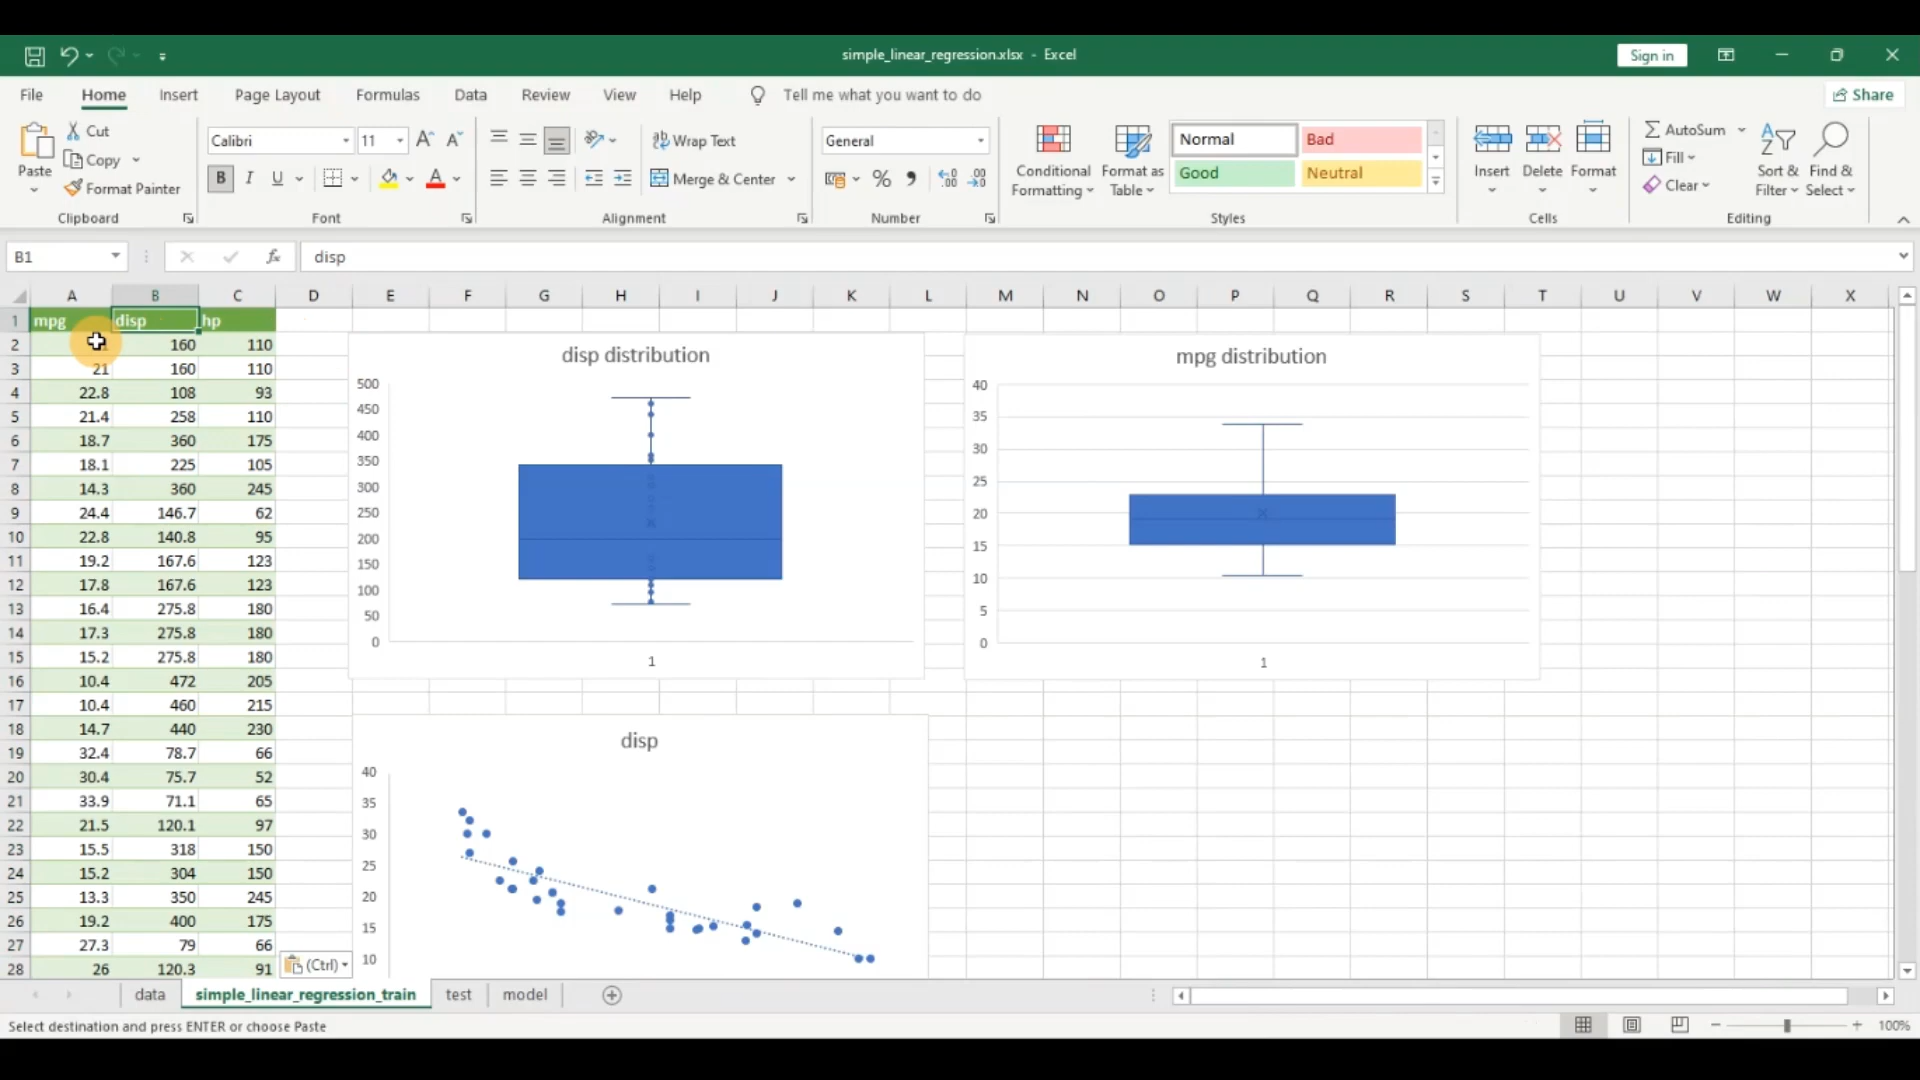 simple_linear_regression.xlsx - Excel
Sign in
File Home Insert Page Layout Formulas Data Review View Help Tell me what you want to do
Share
Paste
Cut
Copy
Format Painter
Clipboard
Calibri 11
B I U
Font
Wrap Text
Merge & Center
Alignment
General
Number
Conditional Formatting
Format as Table
Normal Bad
Good Neutral
Styles
Insert Delete Format
Cells
AutoSum
Fill
Clear
Sort & Filter
Find & Select
Editing
B1 fx disp
A B C D E F G H I J K L M N O P Q R S T U V W X
1 mpg disp hp
2 160 110
3 21 160 110
4 22.8 108 93
5 21.4 258 110
6 18.7 360 175
7 18.1 225 105
8 14.3 360 245
9 24.4 146.7 62
10 22.8 140.8 95
11 19.2 167.6 123
12 17.8 167.6 123
13 16.4 275.8 180
14 17.3 275.8 180
15 15.2 275.8 180
16 10.4 472 205
17 10.4 460 215
18 14.7 440 230
19 32.4 78.7 66
20 30.4 75.7 52
21 33.9 71.1 65
22 21.5 120.1 97
23 15.5 318 150
24 15.2 304 150
25 13.3 350 245
26 19.2 400 175
27 27.3 79 66
28 26 120.3 91
(Ctrl)
disp distribution
500
450
400
350
300
250
200
150
100
50
0
1
mpg distribution
40
35
30
25
20
15
10
5
0
1
disp
40
35
30
25
20
15
10
data simple_linear_regression_train test model
Select destination and press ENTER or choose Paste
100%